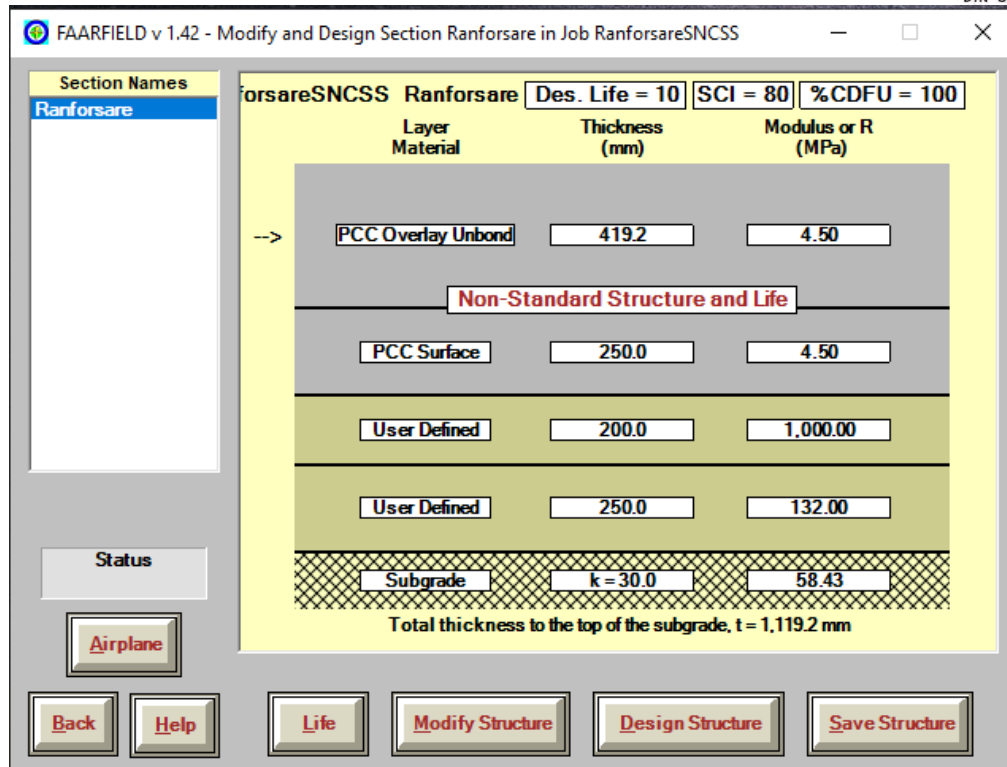 FAARFIELD v 1.42 - Modify and Design Section Ranforsare in Job RanforsareSNCSS
Section Names
Ranforsare
forsareSNCSS Ranforsare Des. Life = 10 SCI = 80 %CDFU = 100
Layer Material Thickness (mm) Modulus or R (MPa)
--> PCC Overlay Unbond 419.2 4.50
Non-Standard Structure and Life
PCC Surface 250.0 4.50
User Defined 200.0 1,000.00
User Defined 250.0 132.00
Subgrade k = 30.0 58.43
Total thickness to the top of the subgrade, t = 1,119.2 mm
Status
Airplane
Back Help Life Modify Structure Design Structure Save Structure